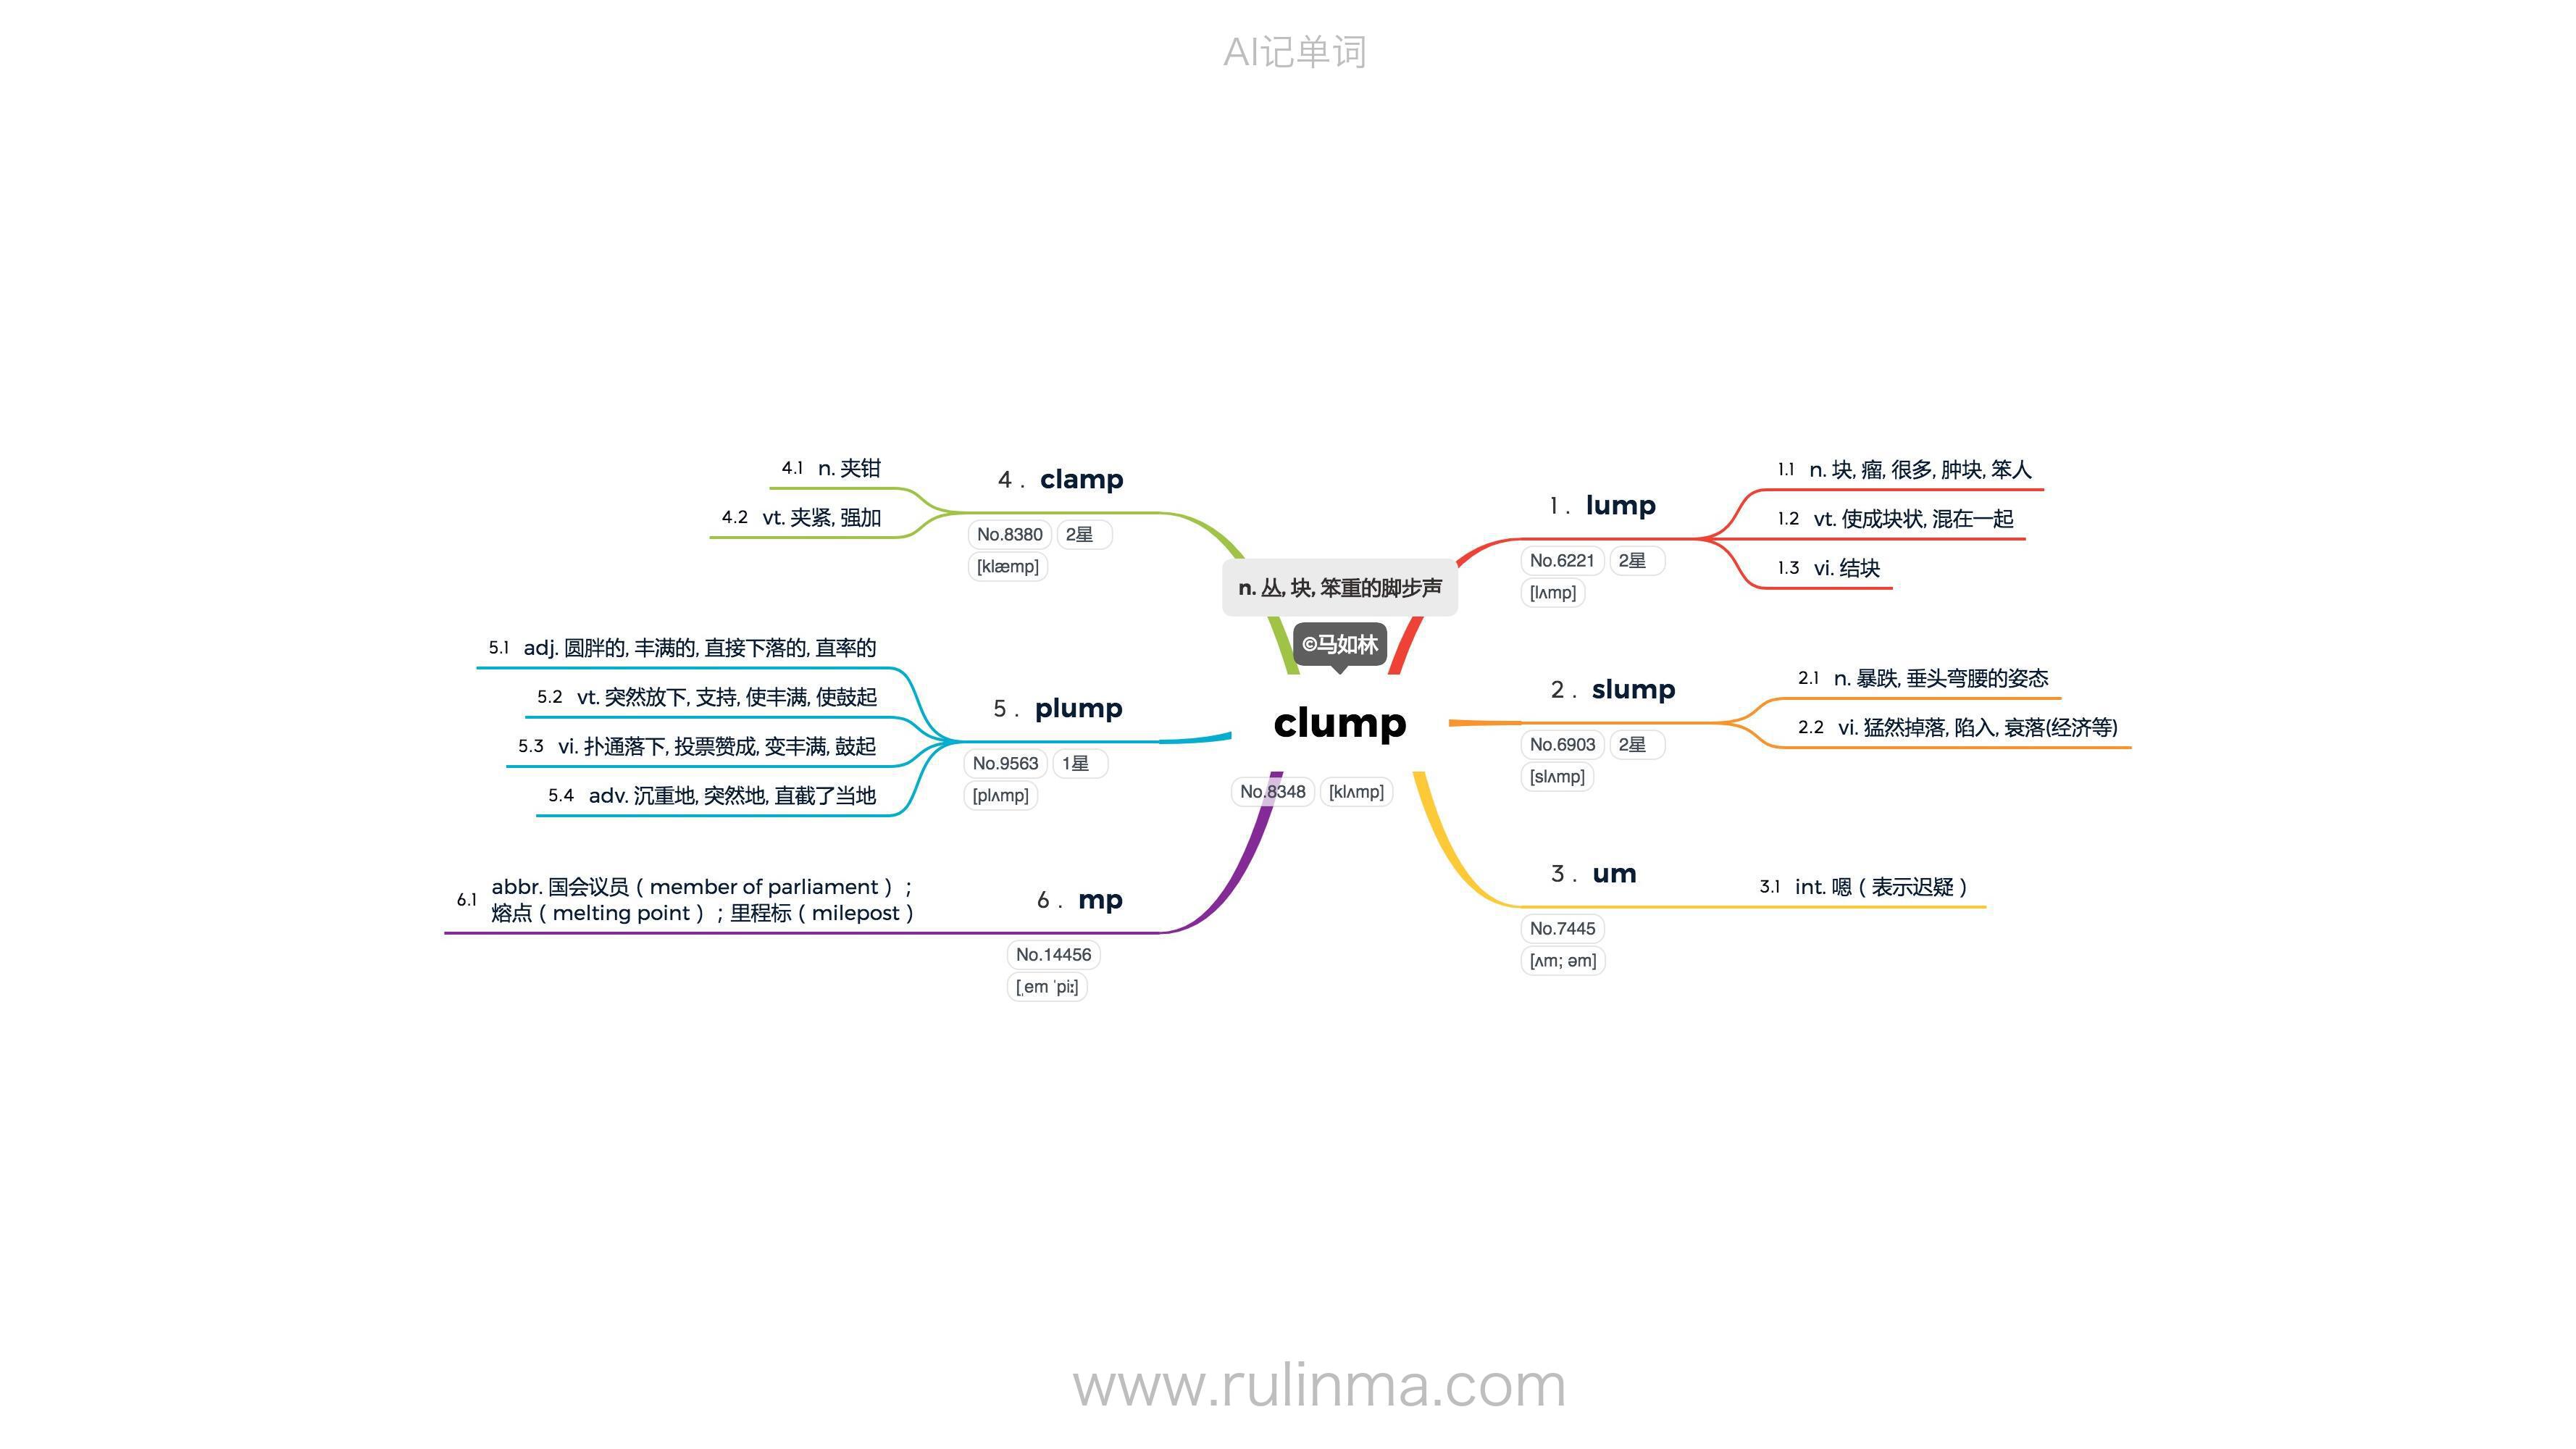 AI记单词
n. 丛, 块, 笨重的脚步声
©马如林
clump
No.8348 [klʌmp]
1 . lump
No.6221 2星
[lʌmp]
1.1 n. 块, 瘤, 很多, 肿块, 笨人
1.2 vt. 使成块状, 混在一起
1.3 vi. 结块
2 . slump
No.6903 2星
[slʌmp]
2.1 n. 暴跌, 垂头弯腰的姿态
2.2 vi. 猛然掉落, 陷入, 衰落(经济等)
3 . um
No.7445
[ʌm; əm]
3.1 int. 嗯（表示迟疑）
4 . clamp
No.8380 2星
[klæmp]
4.1 n. 夹钳
4.2 vt. 夹紧, 强加
5 . plump
No.9563 1星
[plʌmp]
5.1 adj. 圆胖的, 丰满的, 直接下落的, 直率的
5.2 vt. 突然放下, 支持, 使丰满, 使鼓起
5.3 vi. 扑通落下, 投票赞成, 变丰满, 鼓起
5.4 adv. 沉重地, 突然地, 直截了当地
6 . mp
No.14456
[ˌem ˈpiː]
6.1 abbr. 国会议员（member of parliament）；
熔点（melting point）；里程标（milepost）
www.rulinma.com